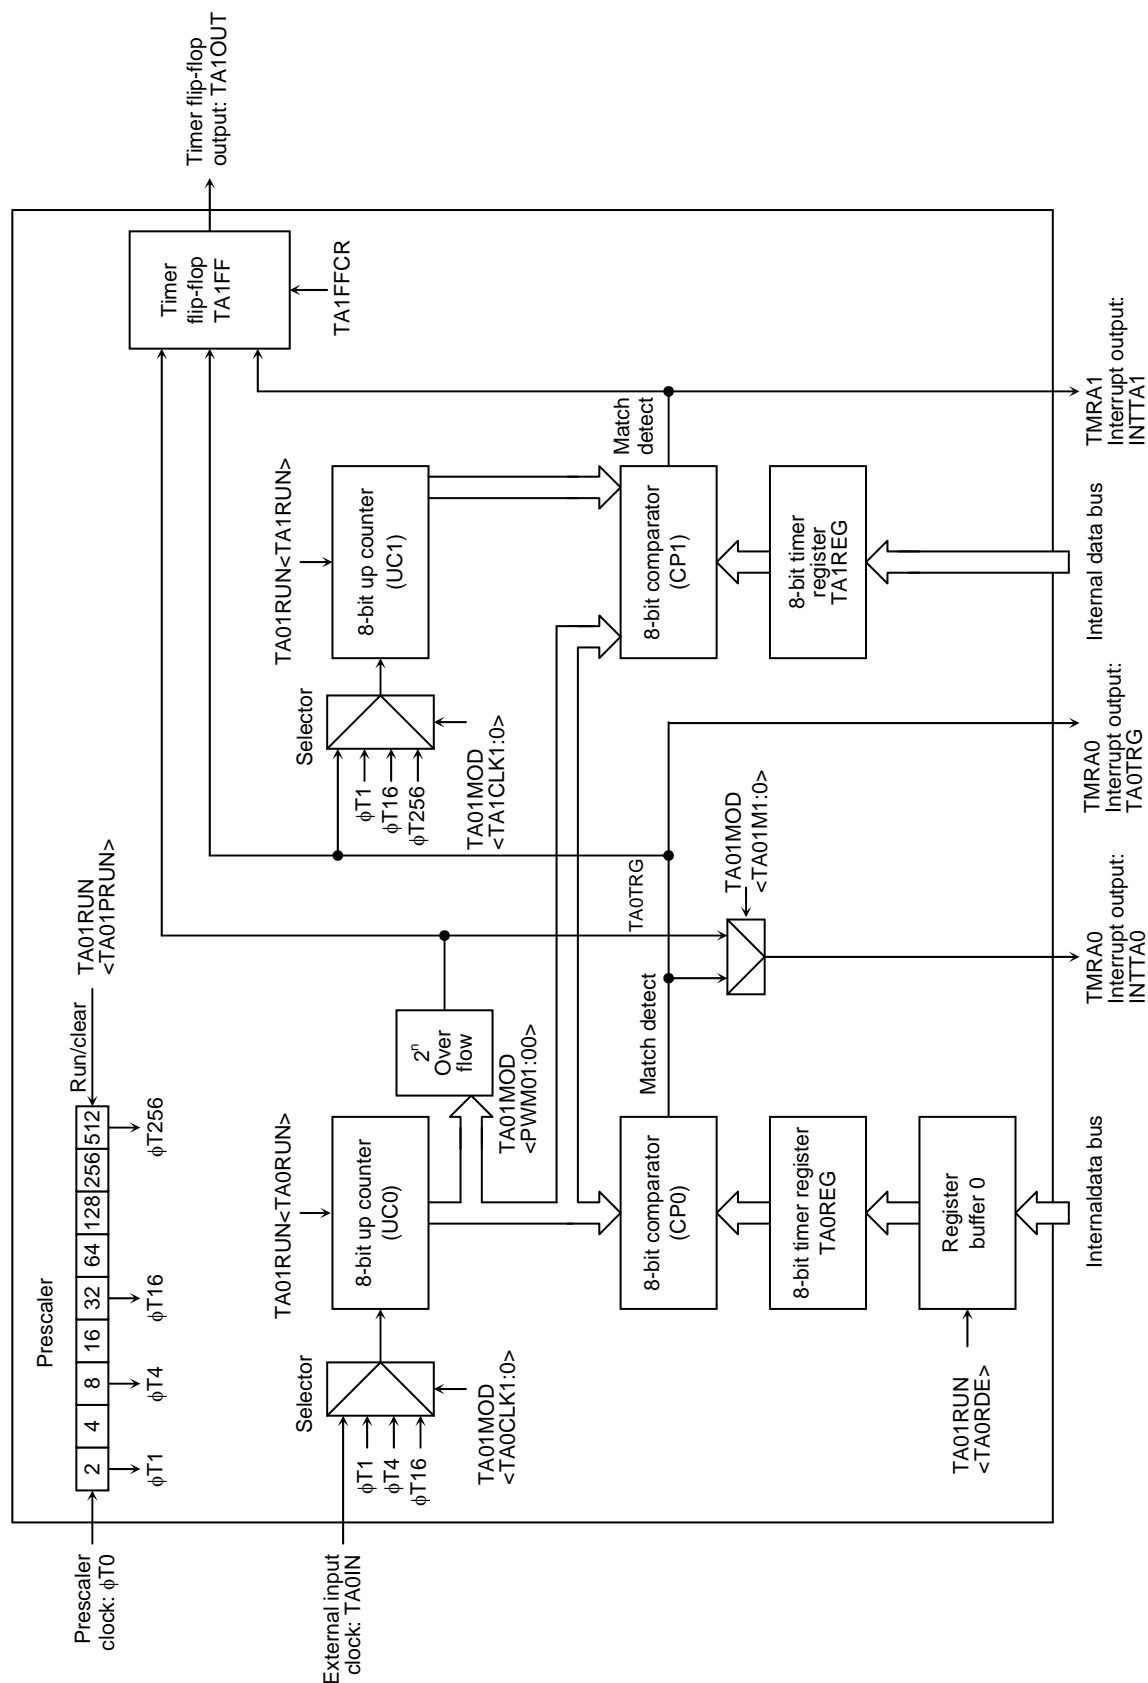 Prescaler
Prescaler
clock: ϕT0
2
4
8
16
32
64
128
256
512
Run/clear
TA01RUN
<TA01PRUN>
ϕT1
ϕT4
ϕT16
ϕT256
External input
clock: TA0IN
Selector
ϕT1
ϕT4
ϕT16
TA01MOD
<TA0CLK1:0>
TA01RUN<TA0RUN>
8-bit up counter
(UC0)
2ⁿ
Over
flow
TA01MOD
<PWM01:00>
Selector
ϕT1
ϕT16
ϕT256
TA01MOD
<TA1CLK1:0>
TA01RUN<TA1RUN>
8-bit up counter
(UC1)
Timer
flip-flop
TA1FF
TA1FFCR
Timer flip-flop
output: TA1OUT
8-bit comparator
(CP0)
Match detect
TA0TRG
8-bit comparator
(CP1)
Match
detect
8-bit timer register
TA0REG
TA01MOD
<TA01M1:0>
8-bit timer
register
TA1REG
TA01RUN
<TA0RDE>
Register
buffer 0
Internaldata bus
TMRA0
Interrupt output:
INTTA0
TMRA0
Interrupt output:
TA0TRG
Internal data bus
TMRA1
Interrupt output:
INTTA1